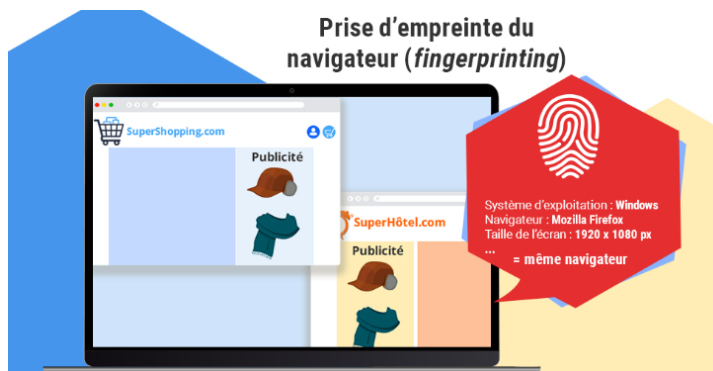 Prise d'empreinte du
navigateur (fingerprinting)
SuperShopping.com
Publicité
SuperHôtel.com
Publicité
Système d'exploitation : Windows
Navigateur : Mozilla Firefox
Taille de l'écran : 1920 x 1080 px
...
= même navigateur